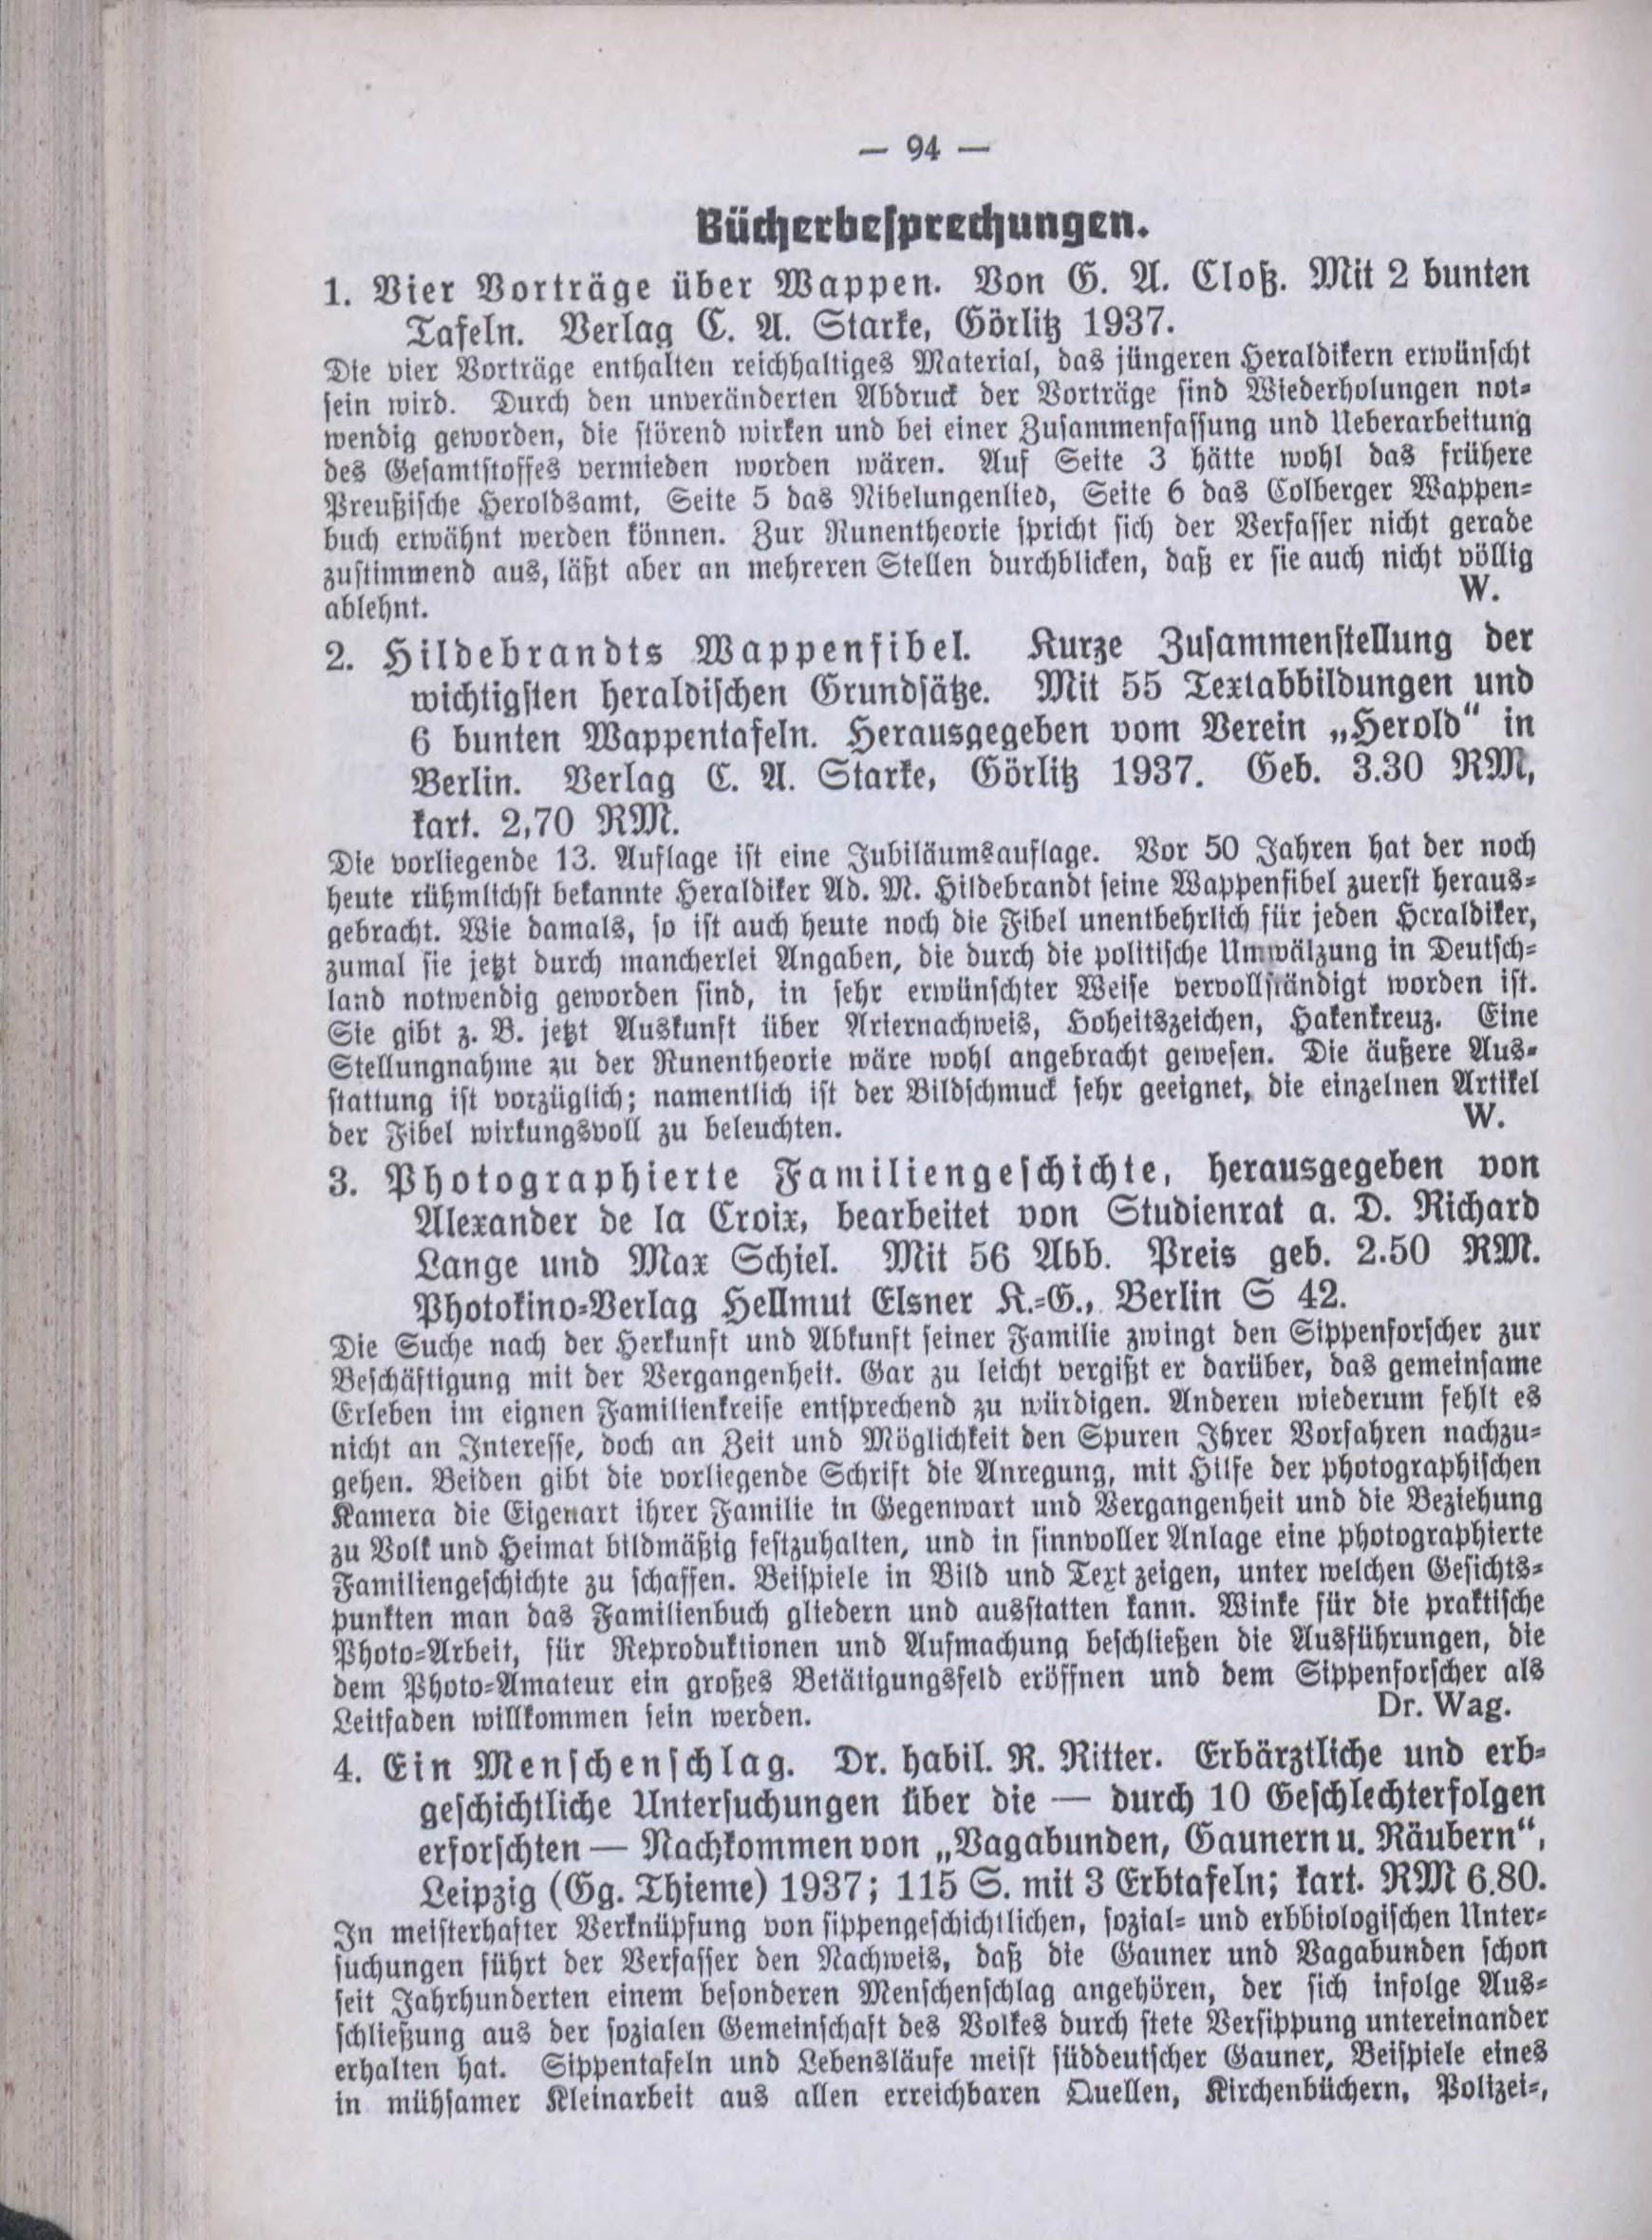 — 94 —
Bücherbesprechungen.
1. Vier Vorträge über Wappen. Von G. A. Cloß. Mit 2 bunten
Tafeln. Verlag C. A. Starke, Görlitz 1937.
Die vier Vorträge enthalten reichhaltiges Material, das jüngeren Heraldikern erwünscht
sein wird. Durch den unveränderten Abdruck der Vorträge sind Wiederholungen not-
wendig geworden, die störend wirken und bei einer Zusammenfassung und Ueberarbeitung
des Gesamtstoffes vermieden worden wären. Auf Seite 3 hätte wohl das frühere
Preußische Heroldsamt, Seite 5 das Nibelungenlied, Seite 6 das Colberger Wappen-
buch erwähnt werden können. Zur Runentheorie spricht sich der Verfasser nicht gerade
zustimmend aus, läßt aber an mehreren Stellen durchblicken, daß er sie auch nicht völlig
ablehnt. W.
2. Hildebrandts Wappenfibel. Kurze Zusammenstellung der
wichtigsten heraldischen Grundsätze. Mit 55 Textabbildungen und
6 bunten Wappentafeln. Herausgegeben vom Verein „Herold“ in
Berlin. Verlag C. A. Starke, Görlitz 1937. Geb. 3.30 RM,
kart. 2,70 RM.
Die vorliegende 13. Auflage ist eine Jubiläumsauflage. Vor 50 Jahren hat der noch
heute rühmlichst bekannte Heraldiker Ad. M. Hildebrandt seine Wappenfibel zuerst heraus-
gebracht. Wie damals, so ist auch heute noch die Fibel unentbehrlich für jeden Heraldiker,
zumal sie jetzt durch mancherlei Angaben, die durch die politische Umwälzung in Deutsch-
land notwendig geworden sind, in sehr erwünschter Weise vervollständigt worden ist.
Sie gibt z. B. jetzt Auskunft über Ariernachweis, Hoheitszeichen, Hakenkreuz. Eine
Stellungnahme zu der Runentheorie wäre wohl angebracht gewesen. Die äußere Aus-
stattung ist vorzüglich; namentlich ist der Bildschmuck sehr geeignet, die einzelnen Artikel
der Fibel wirkungsvoll zu beleuchten. W.
3. Photographierte Familiengeschichte, herausgegeben von
Alexander de la Croix, bearbeitet von Studienrat a. D. Richard
Lange und Max Schiel. Mit 56 Abb. Preis geb. 2.50 RM.
Photokino-Verlag Hellmut Elsner K.-G., Berlin S 42.
Die Suche nach der Herkunft und Abkunft seiner Familie zwingt den Sippenforscher zur
Beschäftigung mit der Vergangenheit. Gar zu leicht vergißt er darüber, das gemeinsame
Erleben im eignen Familienkreise entsprechend zu würdigen. Anderen wiederum fehlt es
nicht an Interesse, doch an Zeit und Möglichkeit den Spuren Ihrer Vorfahren nachzu-
gehen. Beiden gibt die vorliegende Schrift die Anregung, mit Hilfe der photographischen
Kamera die Eigenart ihrer Familie in Gegenwart und Vergangenheit und die Beziehung
zu Volk und Heimat bildmäßig festzuhalten, und in sinnvoller Anlage eine photographierte
Familiengeschichte zu schaffen. Beispiele in Bild und Text zeigen, unter welchen Gesichts-
punkten man das Familienbuch gliedern und ausstatten kann. Winke für die praktische
Photo-Arbeit, für Reproduktionen und Aufmachung beschließen die Ausführungen, die
dem Photo-Amateur ein großes Betätigungsfeld eröffnen und dem Sippenforscher als
Leitfaden willkommen sein werden. Dr. Wag.
4. Ein Menschenschlag. Dr. habil. R. Ritter. Erbärztliche und erb-
geschichtliche Untersuchungen über die — durch 10 Geschlechterfolgen
erforschten — Nachkommen von „Vagabunden, Gaunern u. Räubern“,
Leipzig (Gg. Thieme) 1937; 115 S. mit 3 Erbtafeln; kart. RM 6.80.
In meisterhafter Verknüpfung von sippengeschichtlichen, sozial- und erbbiologischen Unter-
suchungen führt der Verfasser den Nachweis, daß die Gauner und Vagabunden schon
seit Jahrhunderten einem besonderen Menschenschlag angehören, der sich infolge Aus-
schließung aus der sozialen Gemeinschaft des Volkes durch stete Versippung untereinander
erhalten hat. Sippentafeln und Lebensläufe meist süddeutscher Gauner, Beispiele eines
in mühsamer Kleinarbeit aus allen erreichbaren Quellen, Kirchenbüchern, Polizei-,